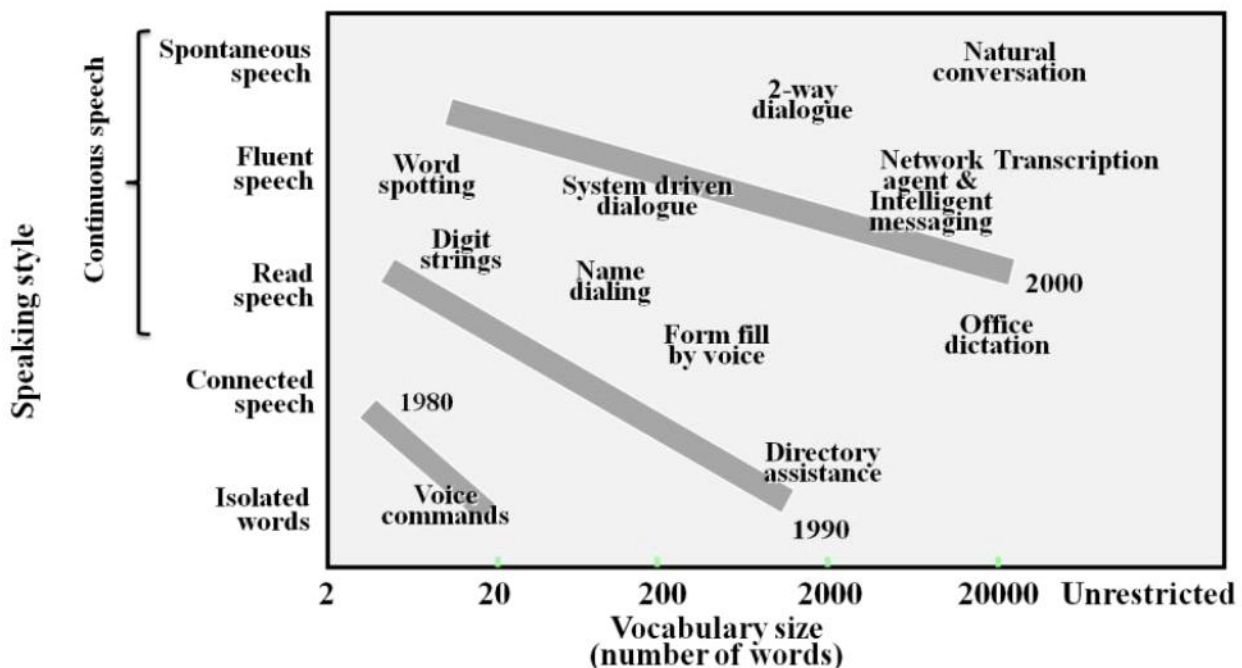 Speaking style
Continuous speech
Spontaneous
speech
Fluent
speech
Read
speech
Connected
speech
Isolated
words
Natural
conversation
2-way
dialogue
Word
spotting
System driven
dialogue
Network
agent &
Intelligent
messaging
Transcription
Digit
strings
Name
dialing
2000
Form fill
by voice
Office
dictation
1980
Directory
assistance
Voice
commands
1990
2 20 200 2000 20000 Unrestricted
Vocabulary size
(number of words)